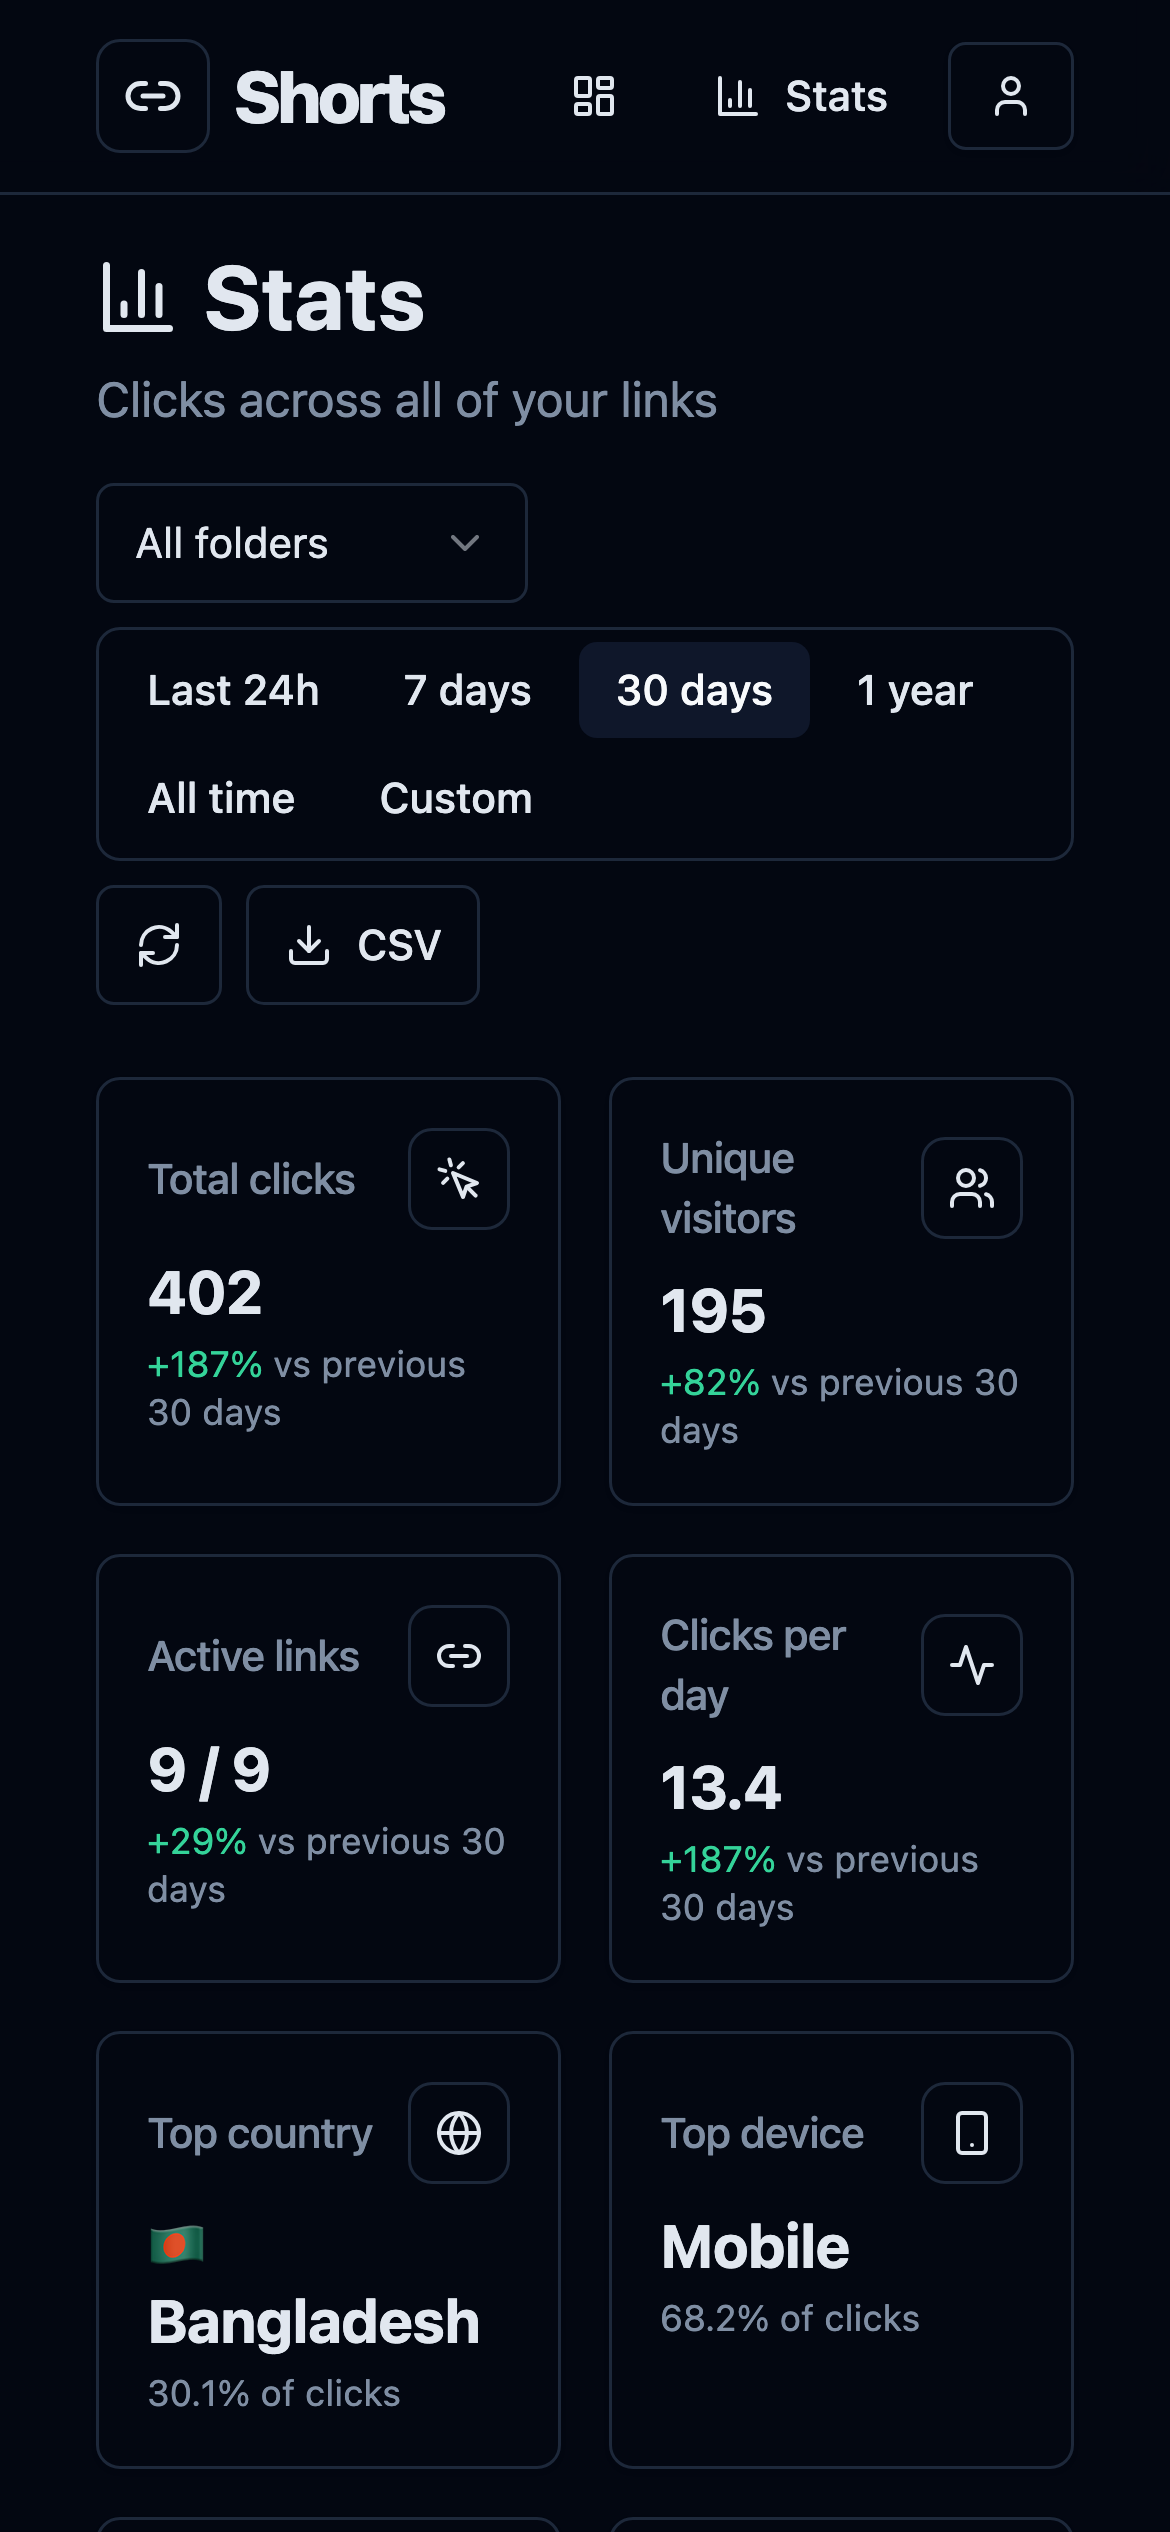 Shorts
Stats
Stats
Clicks across all of your links
All folders
Last 24h 7 days 30 days 1 year
All time Custom
CSV
Total clicks
402
+187% vs previous
30 days
Unique
visitors
195
+82% vs previous 30
days
Active links
9 / 9
+29% vs previous 30
days
Clicks per
day
13.4
+187% vs previous
30 days
Top country
Bangladesh
30.1% of clicks
Top device
Mobile
68.2% of clicks